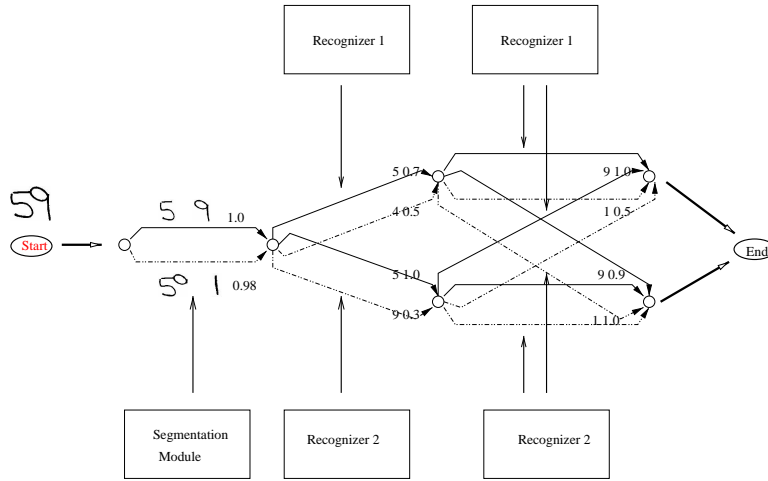 Recognizer 1
Recognizer 1
59
Start
5 9
1.0
5 1
0.98
5 0.7
4 0.5
5 1.0
9 0.3
9 1.0
1 0.5
9 0.9
1 1.0
End
Segmentation
Module
Recognizer 2
Recognizer 2